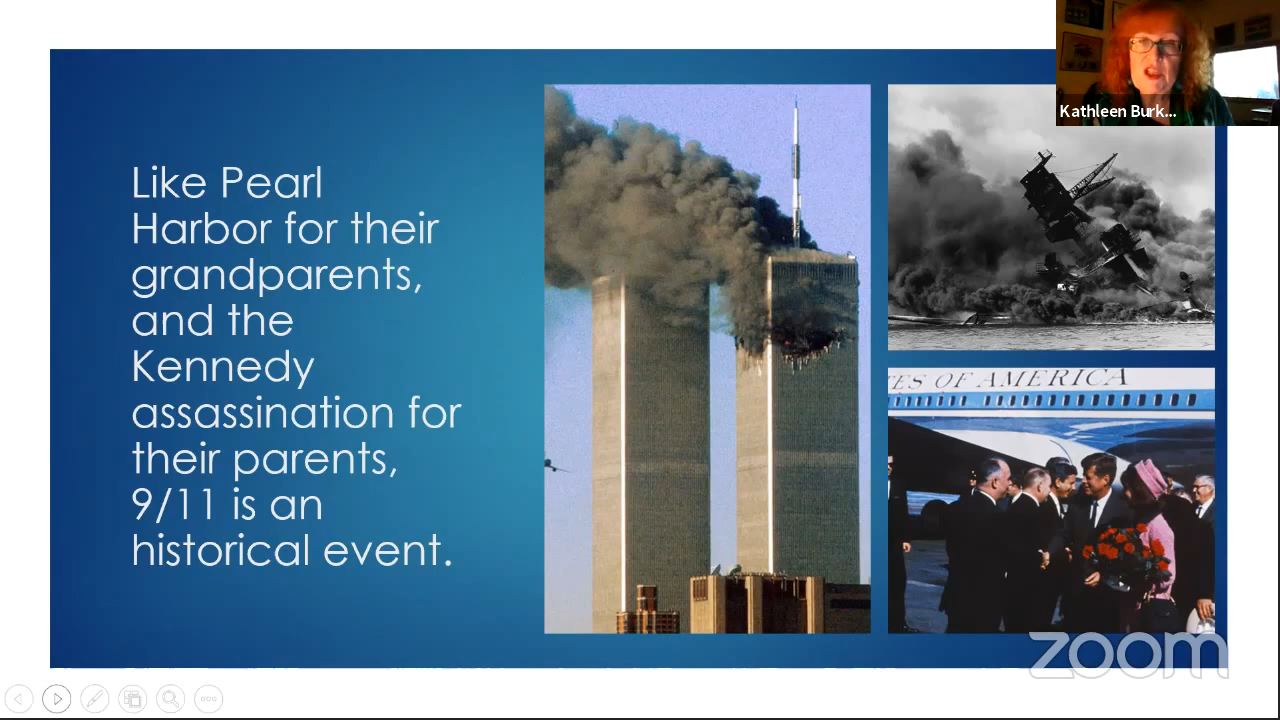 Kathleen Burk...
Like Pearl
Harbor for their
grandparents,
and the
Kennedy
assassination for
their parents,
9/11 is an
historical event.
TES OF AMERICA
zoom